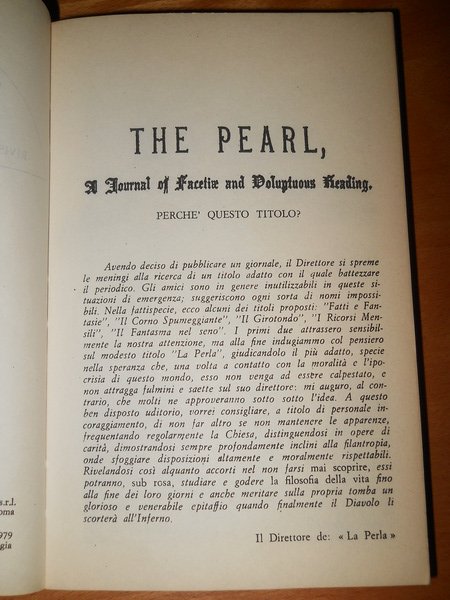 THE PEARL,
A Journal of Facetiæ and Voluptuous Reading.
PERCHE' QUESTO TITOLO?
Avendo deciso di pubblicare un giornale, il Direttore si spreme
le meningi alla ricerca di un titolo adatto con il quale battezzare
il periodico. Gli amici sono in genere inutilizzabili in queste si-
tuazioni di emergenza; suggeriscono ogni sorta di nomi impossi-
bili. Nella fattispecie, ecco alcuni dei titoli proposti: "Fatti e Fan-
tasie", "Il Corno Spumeggiante", "Il Girotondo", "I Ricorsi Men-
sili", "Il Fantasma nel seno". I primi due attrassero sensibil-
mente la nostra attenzione, ma alla fine indugiammo col pensiero
sul modesto titolo "La Perla", giudicandolo il più adatto, specie
nella speranza che, una volta a contatto con la moralità e l'ipo-
crisia di questo mondo, esso non venga ad essere calpestato, e
non attragga fulmini e saette sul suo direttore: mi auguro, al con-
trario, che molti ne approveranno sotto sotto l'idea. A questo
ben disposto uditorio, vorrei consigliare, a titolo di personale in-
coraggiamento, di non far altro se non mantenere le apparenze,
frequentando regolarmente la Chiesa, distinguendosi in opere di
carità, dimostrandosi sempre profondamente inclini alla filantropia,
onde sfoggiare disposizioni altamente e moralmente rispettabili.
Rivelandosi così alquanto accorti nel non farsi mai scoprire, essi
potranno, sub rosa, studiare e godere la filosofia della vita fino
alla fine dei loro giorni e anche meritare sulla propria tomba un
glorioso e venerabile epitaffio quando finalmente il Diavolo li
scorterà all'Inferno.
Il Direttore de: « La Perla »
s.r.l.
oma
979
gia